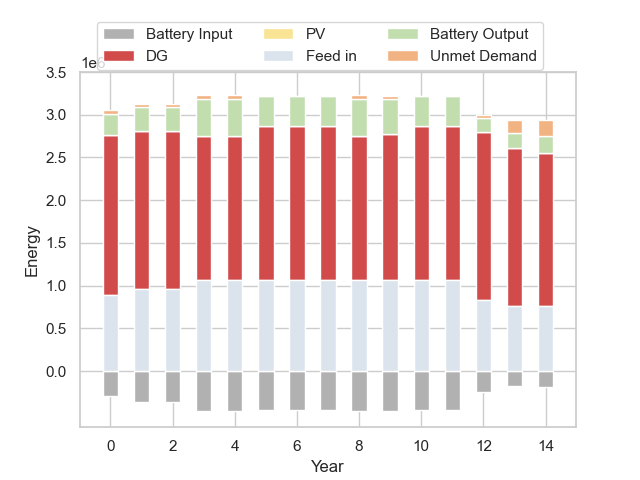 Battery Input PV Battery Output
DG Feed in Unmet Demand
1e6
3.5
3.0
2.5
2.0
1.5
1.0
0.5
0.0
Energy
0 2 4 6 8 10 12 14
Year